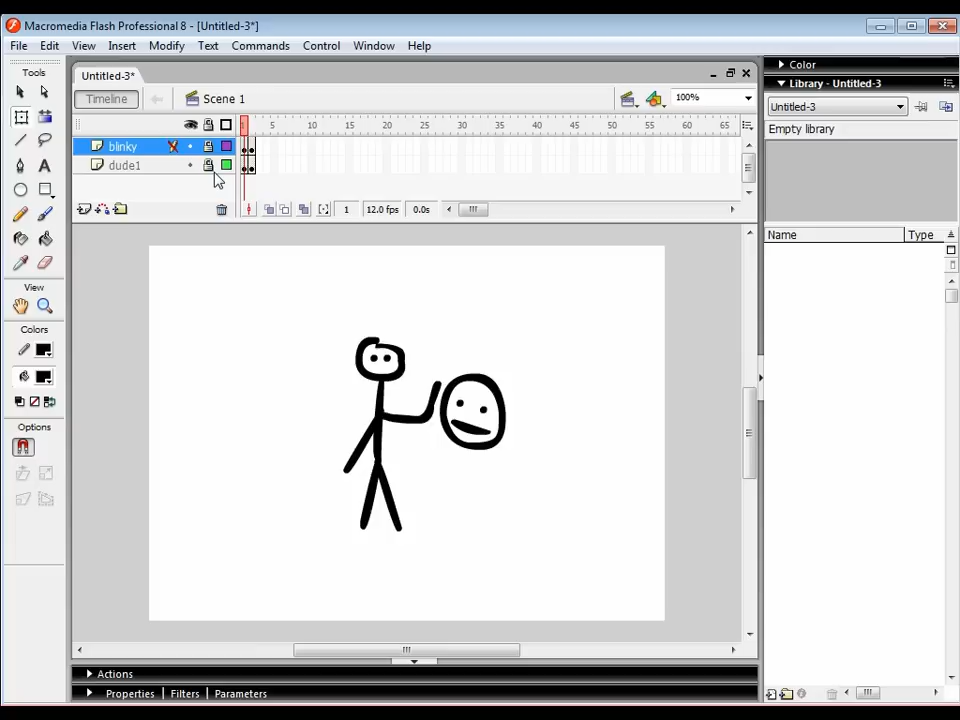 Macromedia Flash Professional 8 - [Untitled-3*]
File Edit View Insert Modify Text Commands Control Window Help
Tools
View
Colors
Options
Untitled-3*
Timeline
Scene 1
100%
1 5 10 15 20 25 30 35 40 45 50 55 60 65
blinky
dude1
1 12.0 fps 0.0s
Actions
Properties Filters Parameters
Color
Library - Untitled-3
Untitled-3
Empty library
Name Type